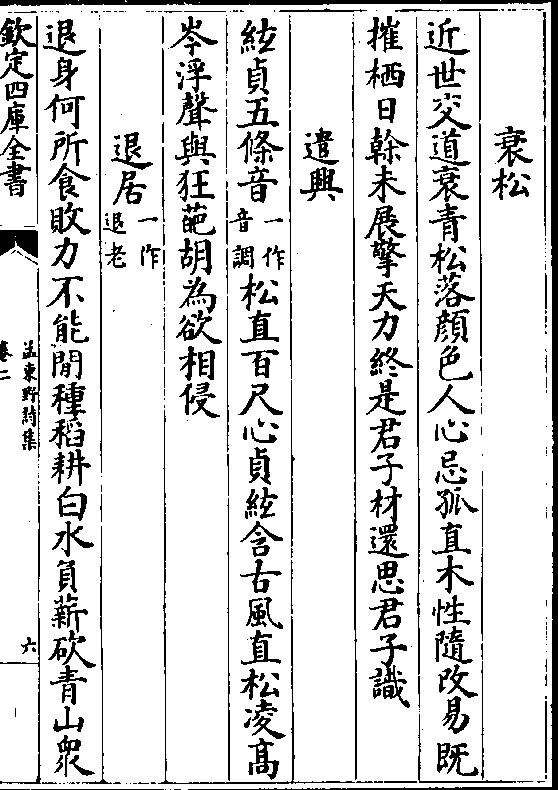 衰松
近世交道衰青松落顔色人心忌孤直木性隨改易既
摧栖日幹未展擎天力終是君子材還思君子識
遣興
絃貞五條音一作音調松直百尺心貞絃含古風直松凌髙
岑浮聲與狂葩胡為欲相侵
退居一作退老
退身何所食敗力不能閒種稻耕白水負薪砍青山衆
欽定四庫全書
孟東野詩集
卷二
六